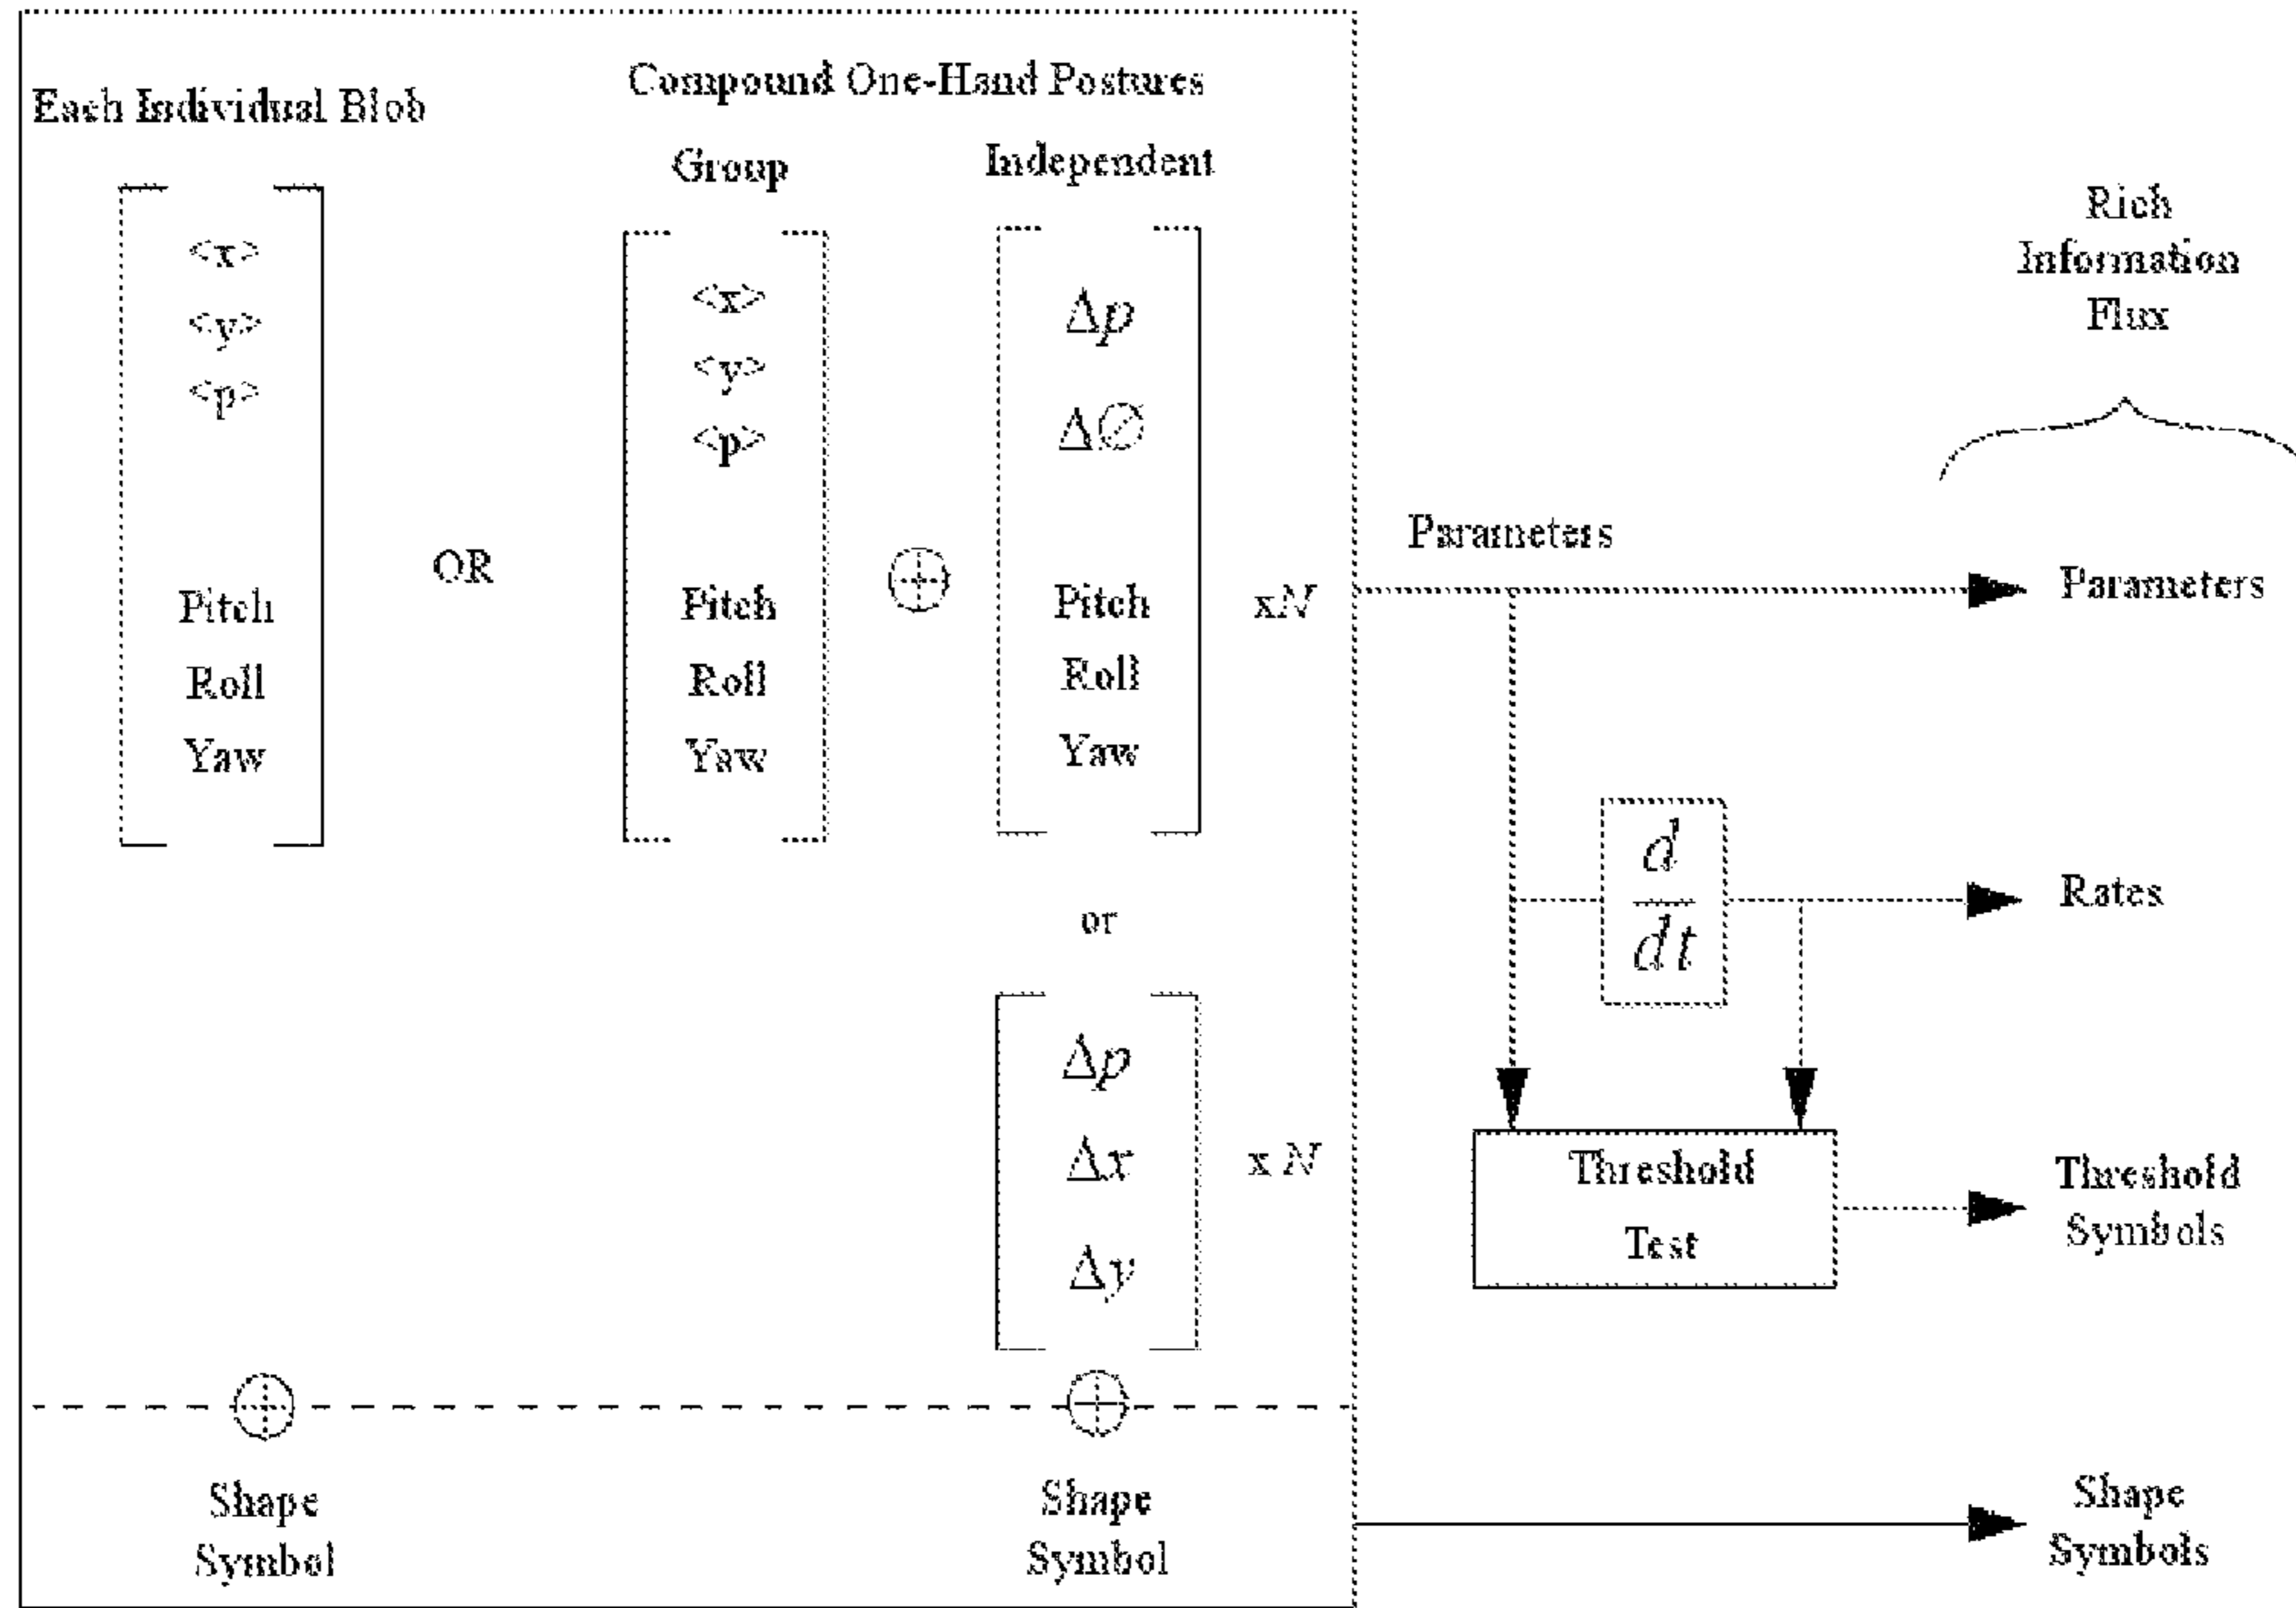 Each Individual Blob
<x>
<y>
<p>
Pitch
Roll
Yaw
OR
Compound One-Hand Postures
Group
<x>
<y>
<p>
Pitch
Roll
Yaw
⊕
Independent
Δp
Δ∅
Pitch
Roll
Yaw
xN
or
Δp
Δx
Δy
x N
⊕
Shape
Symbol
⊕
Shape
Symbol
Parameters
d
dt
Threshold
Test
Rich
Information
Flux
Parameters
Rates
Threshold
Symbols
Shape
Symbols